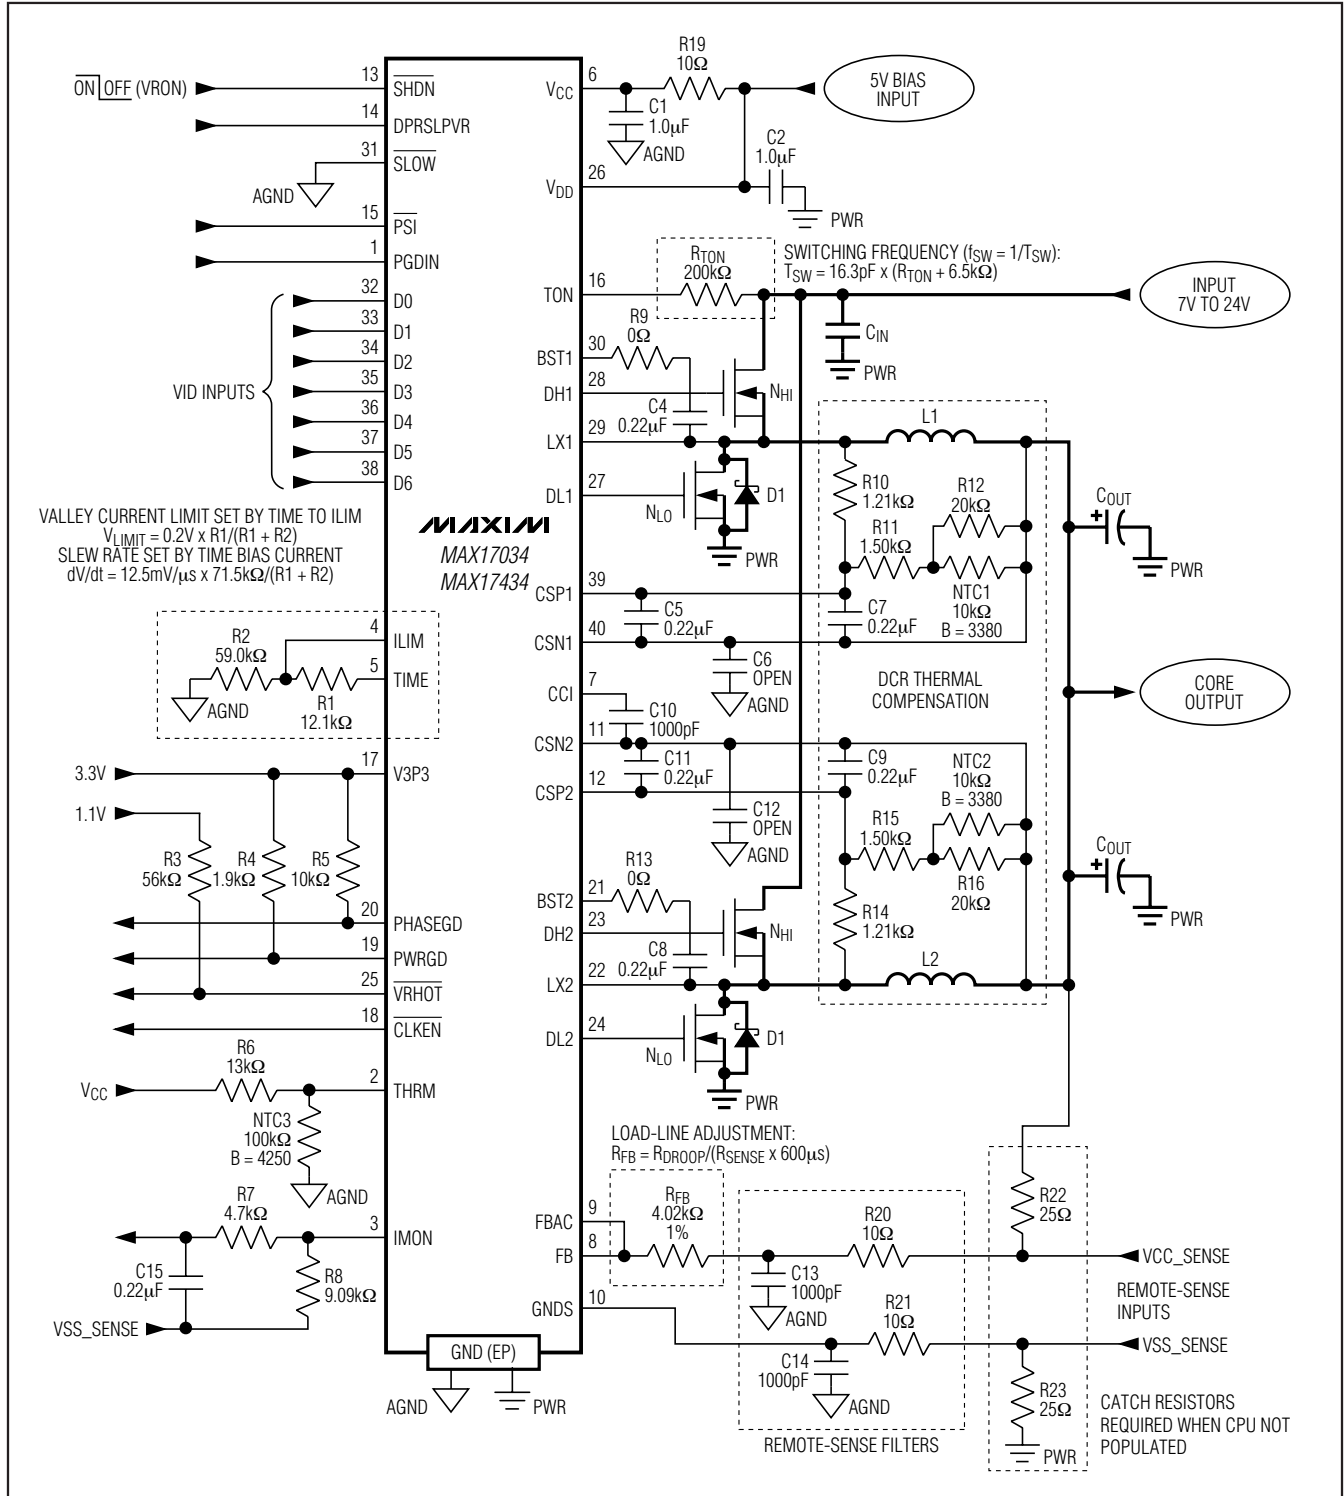 ON OFF (VRON)
13
SHDN
14
DPRSLPVR
31
SLOW
AGND
15
PSI
1
PGDIN
32
D0
33
D1
34
D2
35
D3
36
D4
37
D5
38
D6
VID INPUTS
VALLEY CURRENT LIMIT SET BY TIME TO ILIM
VLIMIT = 0.2V x R1/(R1 + R2)
SLEW RATE SET BY TIME BIAS CURRENT
dV/dt = 12.5mV/μs x 71.5kΩ/(R1 + R2)
R2
59.0kΩ
4
ILIM
5
TIME
AGND
R1
12.1kΩ
17
3.3V
V3P3
1.1V
R3
56kΩ
R4
1.9kΩ
R5
10kΩ
20
PHASEGD
19
PWRGD
25
VRHOT
18
CLKEN
R6
13kΩ
VCC
2
THRM
NTC3
100kΩ
B = 4250
AGND
R7
4.7kΩ
3
IMON
C15
0.22μF
R8
9.09kΩ
VSS_SENSE
MAXIM
MAX17034
MAX17434
GND (EP)
AGND
PWR
VCC
6
R19
10Ω
5V BIAS
INPUT
C1
1.0μF
AGND
C2
1.0μF
VDD
26
PWR
RTON
200kΩ
SWITCHING FREQUENCY (fSW = 1/TSW):
TSW = 16.3pF x (RTON + 6.5kΩ)
TON
16
INPUT
7V TO 24V
CIN
PWR
R9
0Ω
BST1
30
DH1
28
NHI
C4
0.22μF
LX1
29
L1
DL1
27
NLO
D1
PWR
R10
1.21kΩ
R12
20kΩ
R11
1.50kΩ
NTC1
10kΩ
B = 3380
COUT
PWR
CSP1
39
C5
0.22μF
C7
0.22μF
CSN1
40
C6
OPEN
AGND
DCR THERMAL
COMPENSATION
CORE
OUTPUT
CCI
7
C10
1000pF
CSN2
11
C11
0.22μF
C9
0.22μF
CSP2
12
C12
OPEN
AGND
NTC2
10kΩ
B = 3380
R15
1.50kΩ
R16
20kΩ
COUT
PWR
R13
0Ω
BST2
21
DH2
23
NHI
R14
1.21kΩ
C8
0.22μF
LX2
22
L2
DL2
24
NLO
D1
PWR
LOAD-LINE ADJUSTMENT:
RFB = RDROOP/(RSENSE x 600μs)
RFB
4.02kΩ
1%
FBAC
9
FB
8
R20
10Ω
R22
25Ω
VCC_SENSE
C13
1000pF
AGND
REMOTE-SENSE
INPUTS
GNDS
10
R21
10Ω
VSS_SENSE
C14
1000pF
AGND
R23
25Ω
PWR
REMOTE-SENSE FILTERS
CATCH RESISTORS
REQUIRED WHEN CPU NOT
POPULATED